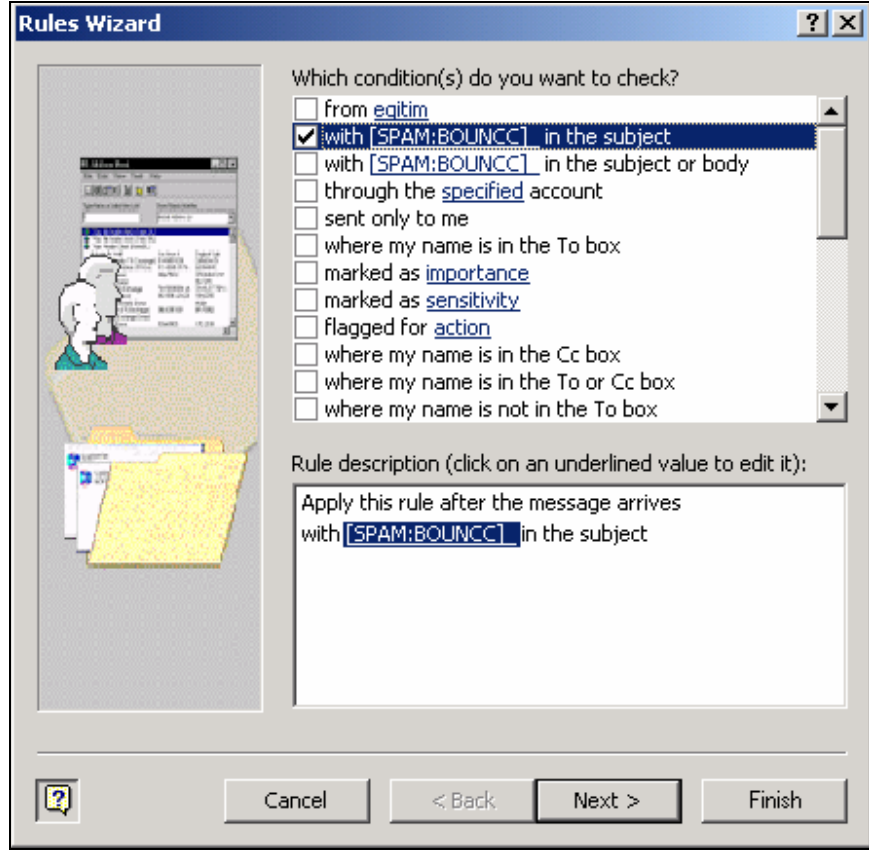 Rules Wizard
Which condition(s) do you want to check?
from eqitim
with [SPAM:BOUNCC]_ in the subject
with [SPAM:BOUNCC]_ in the subject or body
through the specified account
sent only to me
where my name is in the To box
marked as importance
marked as sensitivity
flagged for action
where my name is in the Cc box
where my name is in the To or Cc box
where my name is not in the To box
Rule description (click on an underlined value to edit it):
Apply this rule after the message arrives
with [SPAM:BOUNCC]_ in the subject
Cancel
< Back
Next >
Finish